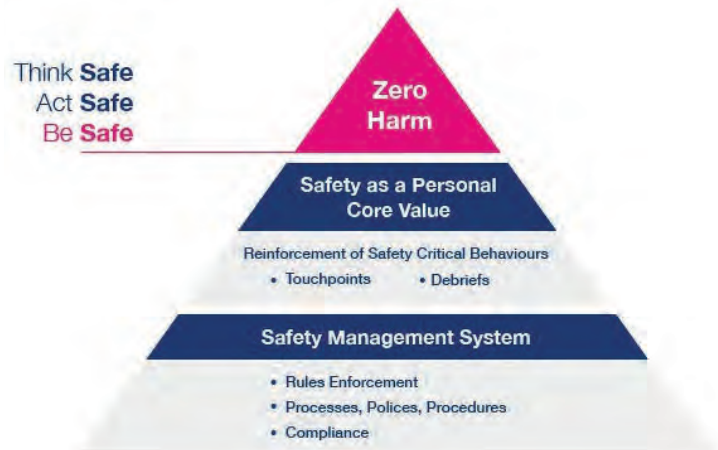 Think Safe
Act Safe
Be Safe
Zero
Harm
Safety as a Personal
Core Value
Reinforcement of Safety Critical Behaviours
• Touchpoints • Debriefs
Safety Management System
• Rules Enforcement
• Processes, Polices, Procedures
• Compliance